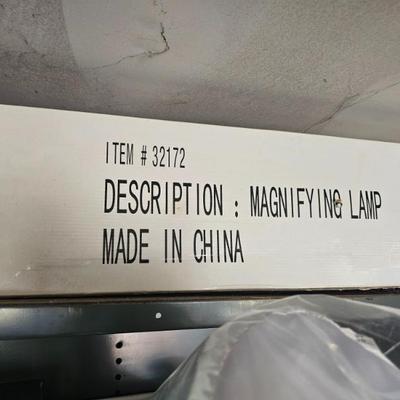 ITEM # 32172
DESCRIPTION : MAGNIFYING LAMP
MADE IN CHINA